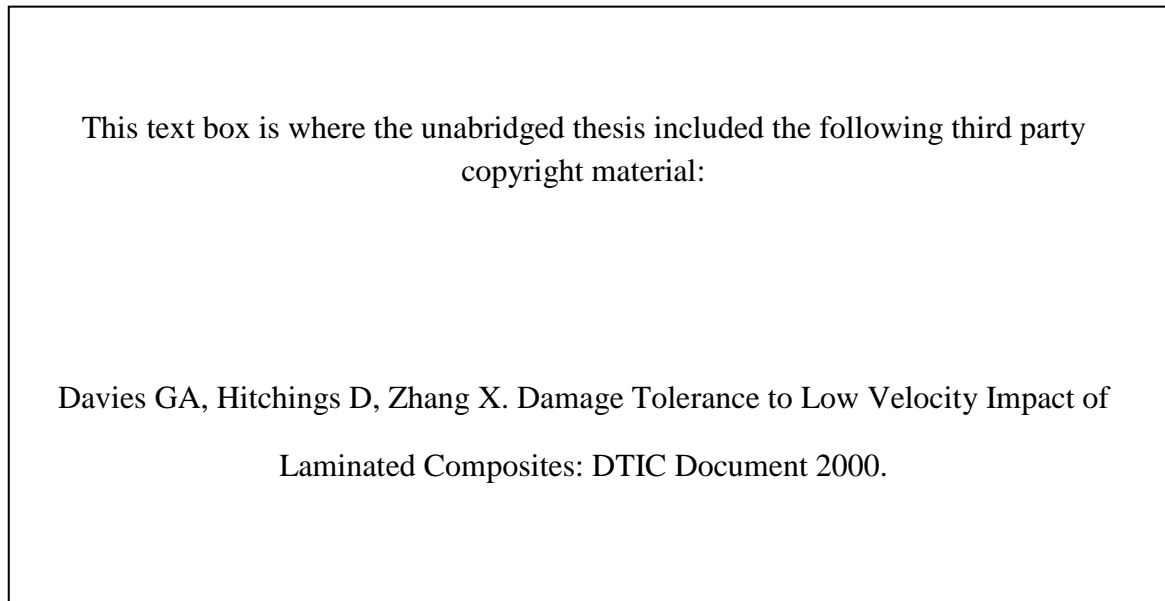 This text box is where the unabridged thesis included the following third party
copyright material:
Davies GA, Hitchings D, Zhang X. Damage Tolerance to Low Velocity Impact of
Laminated Composites: DTIC Document 2000.